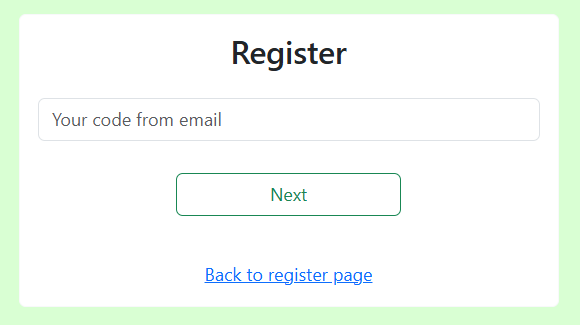 Register
Your code from email
Next
Back to register page